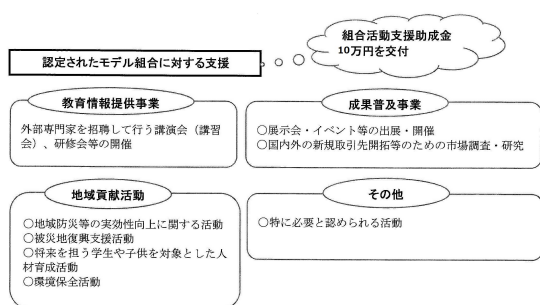 組合活動支援助成金
10万円を交付
認定されたモデル組合に対する支援
教育情報提供事業
外部専門家を招聘して行う講演会（講習
会）、研修会等の開催
成果普及事業
○展示会・イベント等の出展・開催
○国内外の新規取引先開拓等のための市場調査・研究
地域貢献活動
○地域防災等の実効性向上に関する活動
○被災地復興支援活動
○将来を担う学生や子供を対象とした人
材育成活動
○環境保全活動
その他
○特に必要と認められる活動